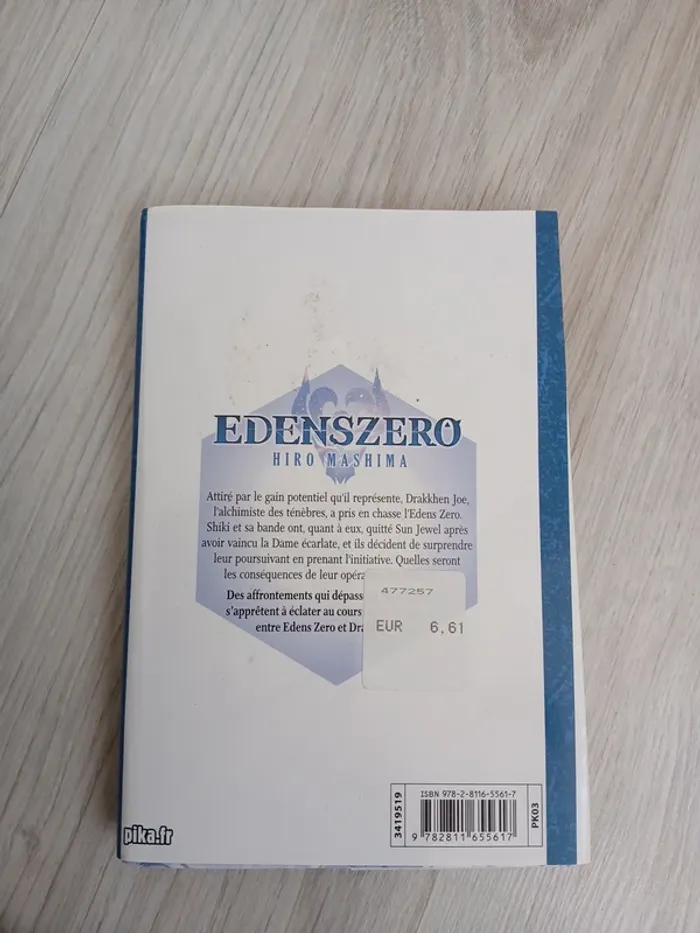 EDENSZERO
HIRO MASHIMA
Attiré par le gain potentiel qu'il représente, Drakkhen Joe,
l'alchimiste des ténèbres, a pris en chasse l'Edens Zero.
Shiki et sa bande ont, quant à eux, quitté Sun Jewel après
avoir vaincu la Dame écarlate, et ils décident de surprendre
leur poursuivant en prenant l'initiative. Quelles seront
les conséquences de leur
Des affrontements qui
s'apprêtent à éclater au cours
entre Edens Zero et
477257
EUR 6,61
ISBN 978-2-8116-5561-7
9 782811 655617
3419519
PK03
pika.fr